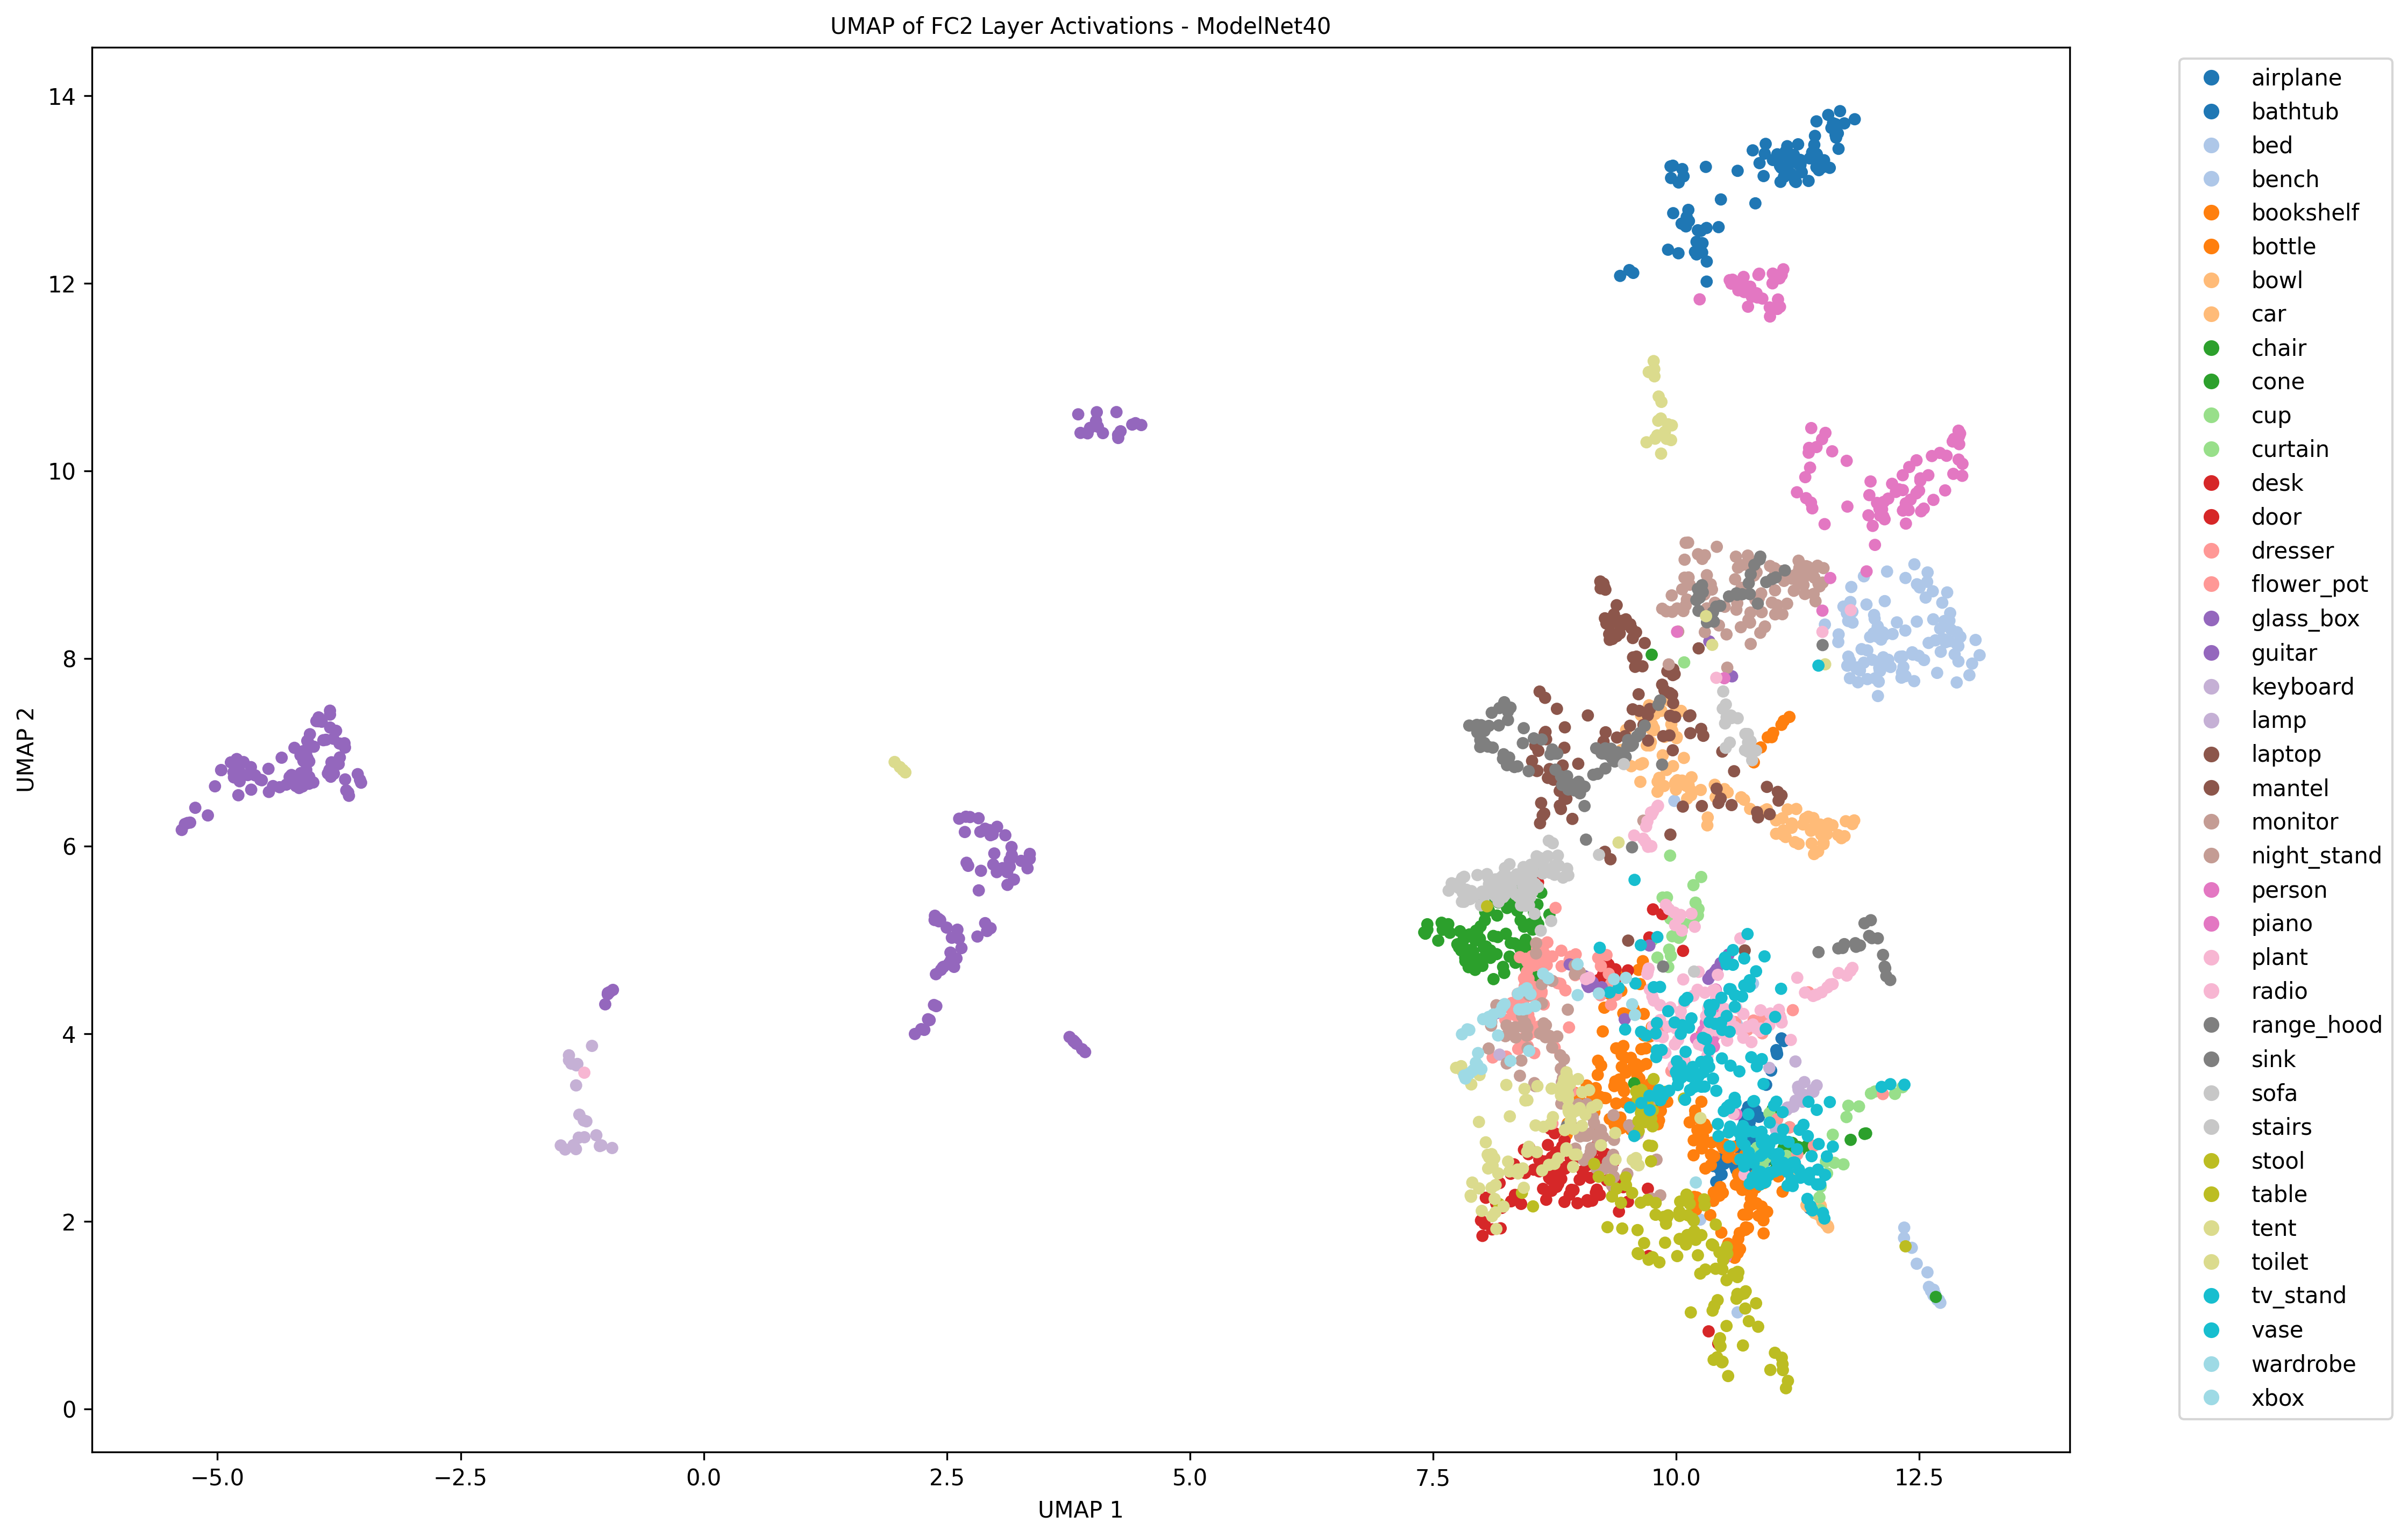 UMAP of FC2 Layer Activations - ModelNet40
14
12
10
8
6
4
2
0
UMAP 2
−5.0
−2.5
0.0
2.5
5.0
7.5
10.0
12.5
UMAP 1
airplane
bathtub
bed
bench
bookshelf
bottle
bowl
car
chair
cone
cup
curtain
desk
door
dresser
flower_pot
glass_box
guitar
keyboard
lamp
laptop
mantel
monitor
night_stand
person
piano
plant
radio
range_hood
sink
sofa
stairs
stool
table
tent
toilet
tv_stand
vase
wardrobe
xbox